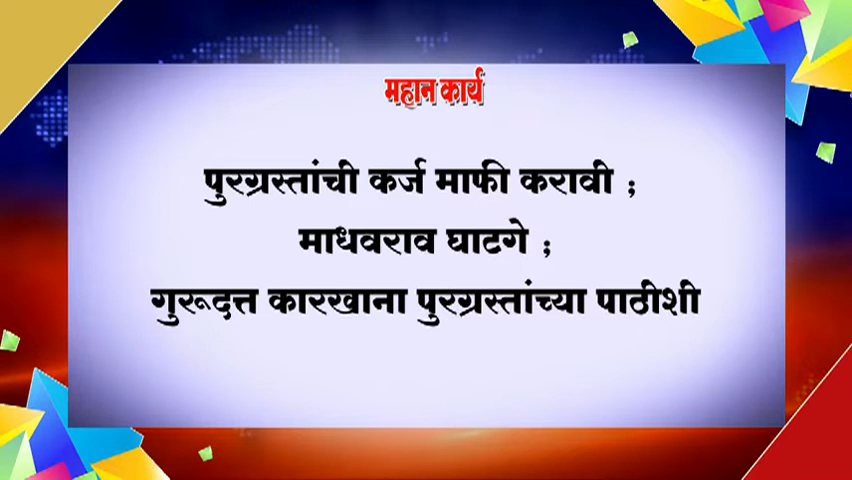 महान कार्य
पुरग्रस्तांची कर्ज माफी करावी ;
माधवराव घाटगे ;
गुरूदत्त कारखाना पुरग्रस्तांच्या पाठीशी